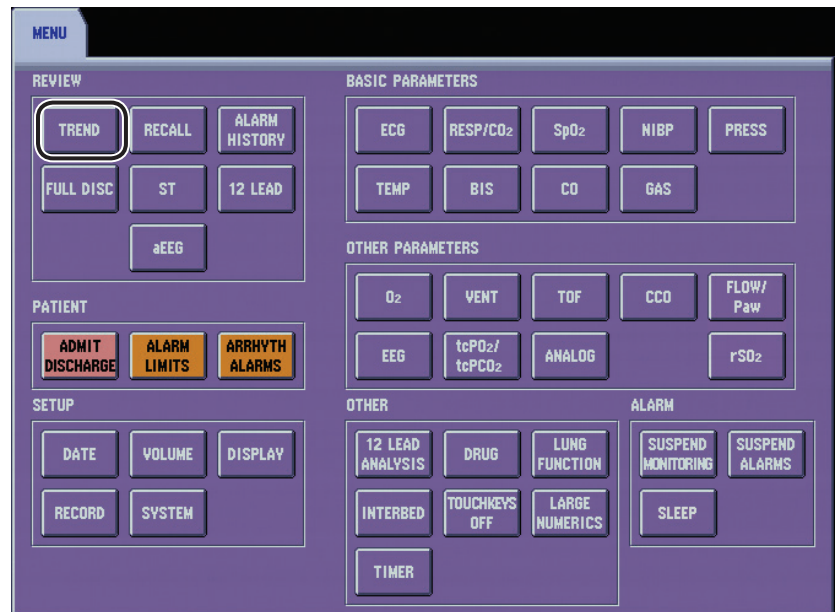 MENU
REVIEW
TREND
RECALL
ALARM
HISTORY
FULL DISC
ST
12 LEAD
aEEG
PATIENT
ADMIT
DISCHARGE
ALARM
LIMITS
ARRHYTH
ALARMS
SETUP
DATE
VOLUME
DISPLAY
RECORD
SYSTEM
BASIC PARAMETERS
ECG
RESP/CO2
SpO2
NIBP
PRESS
TEMP
BIS
CO
GAS
OTHER PARAMETERS
O2
VENT
TOF
CCO
FLOW/
Paw
EEG
tcPO2/
tcPCO2
ANALOG
rSO2
OTHER
12 LEAD
ANALYSIS
DRUG
LUNG
FUNCTION
INTERBED
TOUCHKEYS
OFF
LARGE
NUMERICS
TIMER
ALARM
SUSPEND
MONITORING
SUSPEND
ALARMS
SLEEP